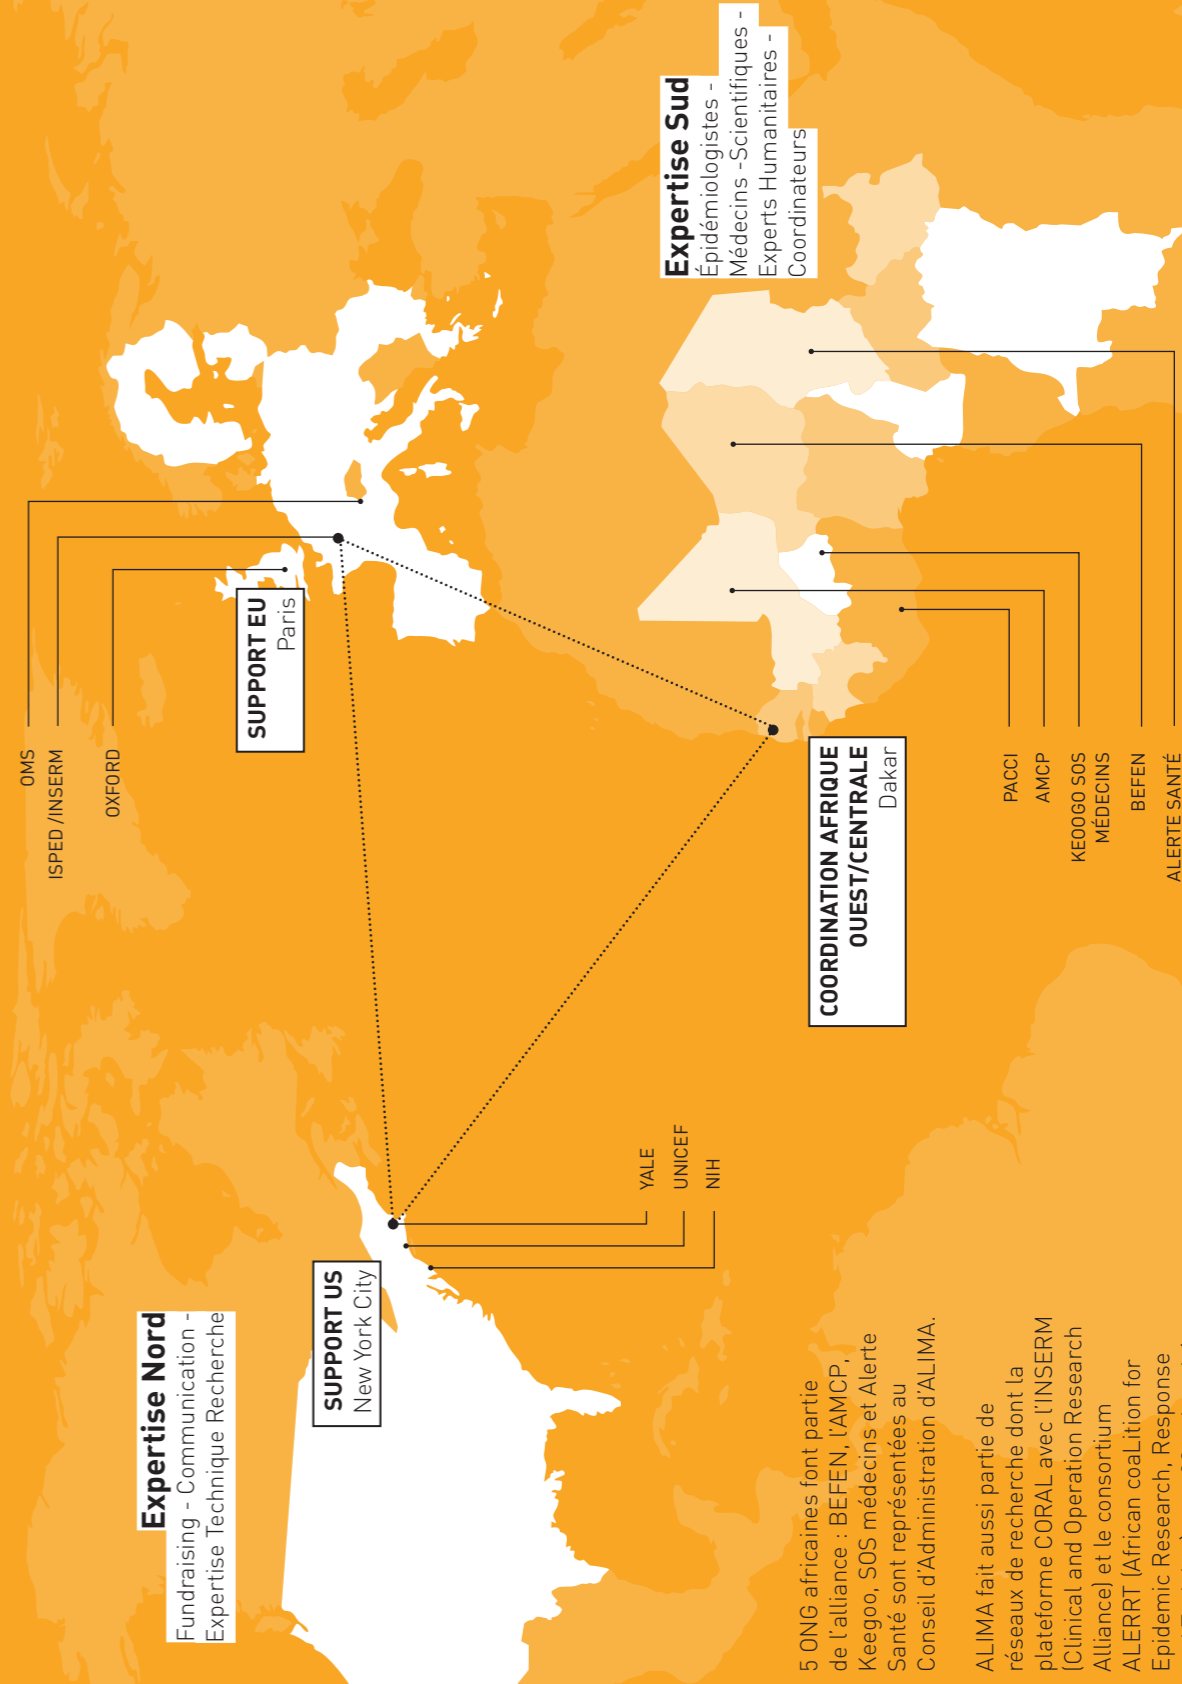 Expertise Nord
Fundraising - Communication -
Expertise Technique Recherche
SUPPORT US
New York City
YALE
UNICEF
NIH
OMS
ISPED /INSERM
OXFORD
SUPPORT EU
Paris
Expertise Sud
Épidémiologistes -
Médecins -Scientifiques -
Experts Humanitaires -
Coordinateurs
COORDINATION AFRIQUE
OUEST/CENTRALE
Dakar
PACCI
AMCP
KEOOGO SOS
MÉDECINS
BEFEN
ALERTE SANTÉ
5 ONG africaines font partie
de l'alliance : BEFEN, l'AMCP,
Keegoo, SOS médecins et Alerte
Santé sont représentées au
Conseil d'Administration d'ALIMA.
ALIMA fait aussi partie de
réseaux de recherche dont la
plateforme CORAL avec l'INSERM
(Clinical and Operation Research
Alliance) et le consortium
ALERRT (African coaLition for
Epidemic Research, Response